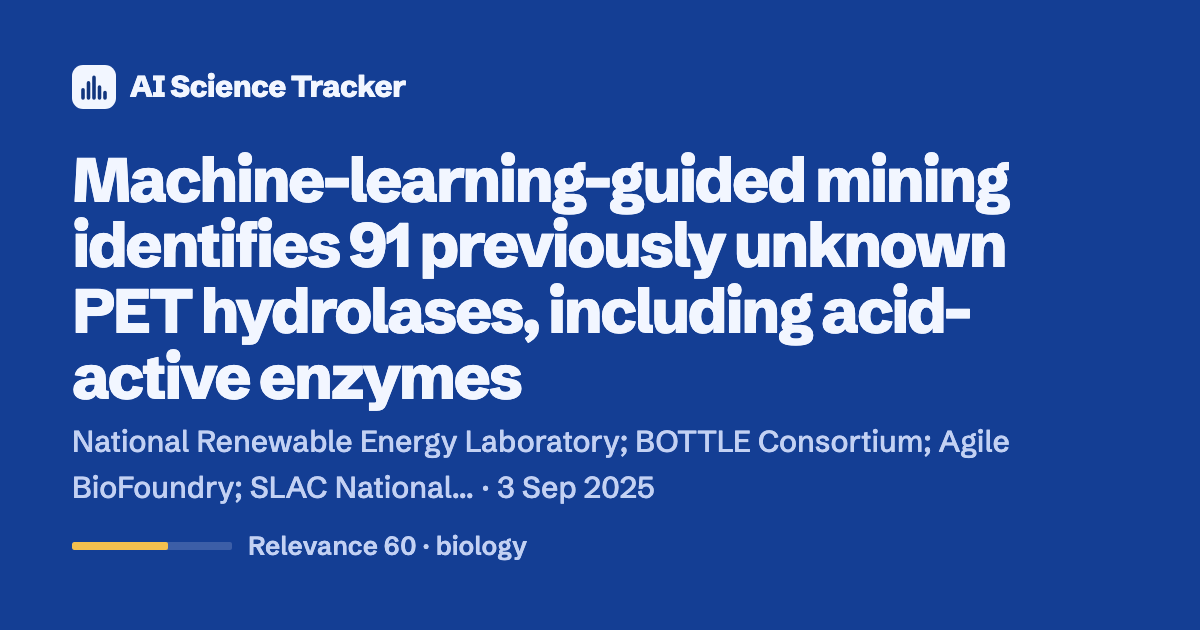 AI Science Tracker
Machine-learning-guided mining
identifies 91 previously unknown
PET hydrolases, including acid-
active enzymes
National Renewable Energy Laboratory; BOTTLE Consortium; Agile
BioFoundry; SLAC National... · 3 Sep 2025
Relevance 60 · biology